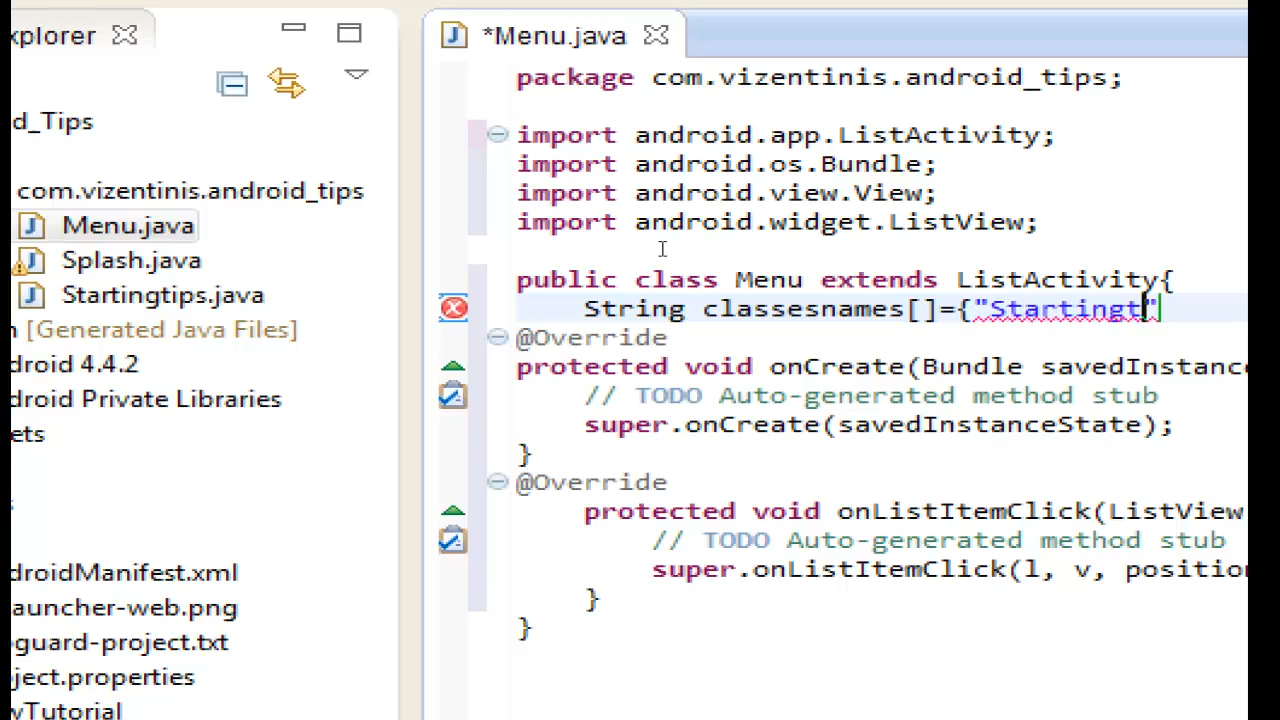 xplorer
d_Tips
com.vizentinis.android_tips
Menu.java
Splash.java
Startingtips.java
n [Generated Java Files]
droid 4.4.2
droid Private Libraries
ets
droidManifest.xml
auncher-web.png
guard-project.txt
ject.properties
wTutorial
*Menu.java
package com.vizentinis.android_tips;
import android.app.ListActivity;
import android.os.Bundle;
import android.view.View;
import android.widget.ListView;
public class Menu extends ListActivity{
String classesnames[]={"Startingt"
@Override
protected void onCreate(Bundle savedInstance
// TODO Auto-generated method stub
super.onCreate(savedInstanceState);
}
@Override
protected void onListItemClick(ListView
// TODO Auto-generated method stub
super.onListItemClick(l, v, position
}
}